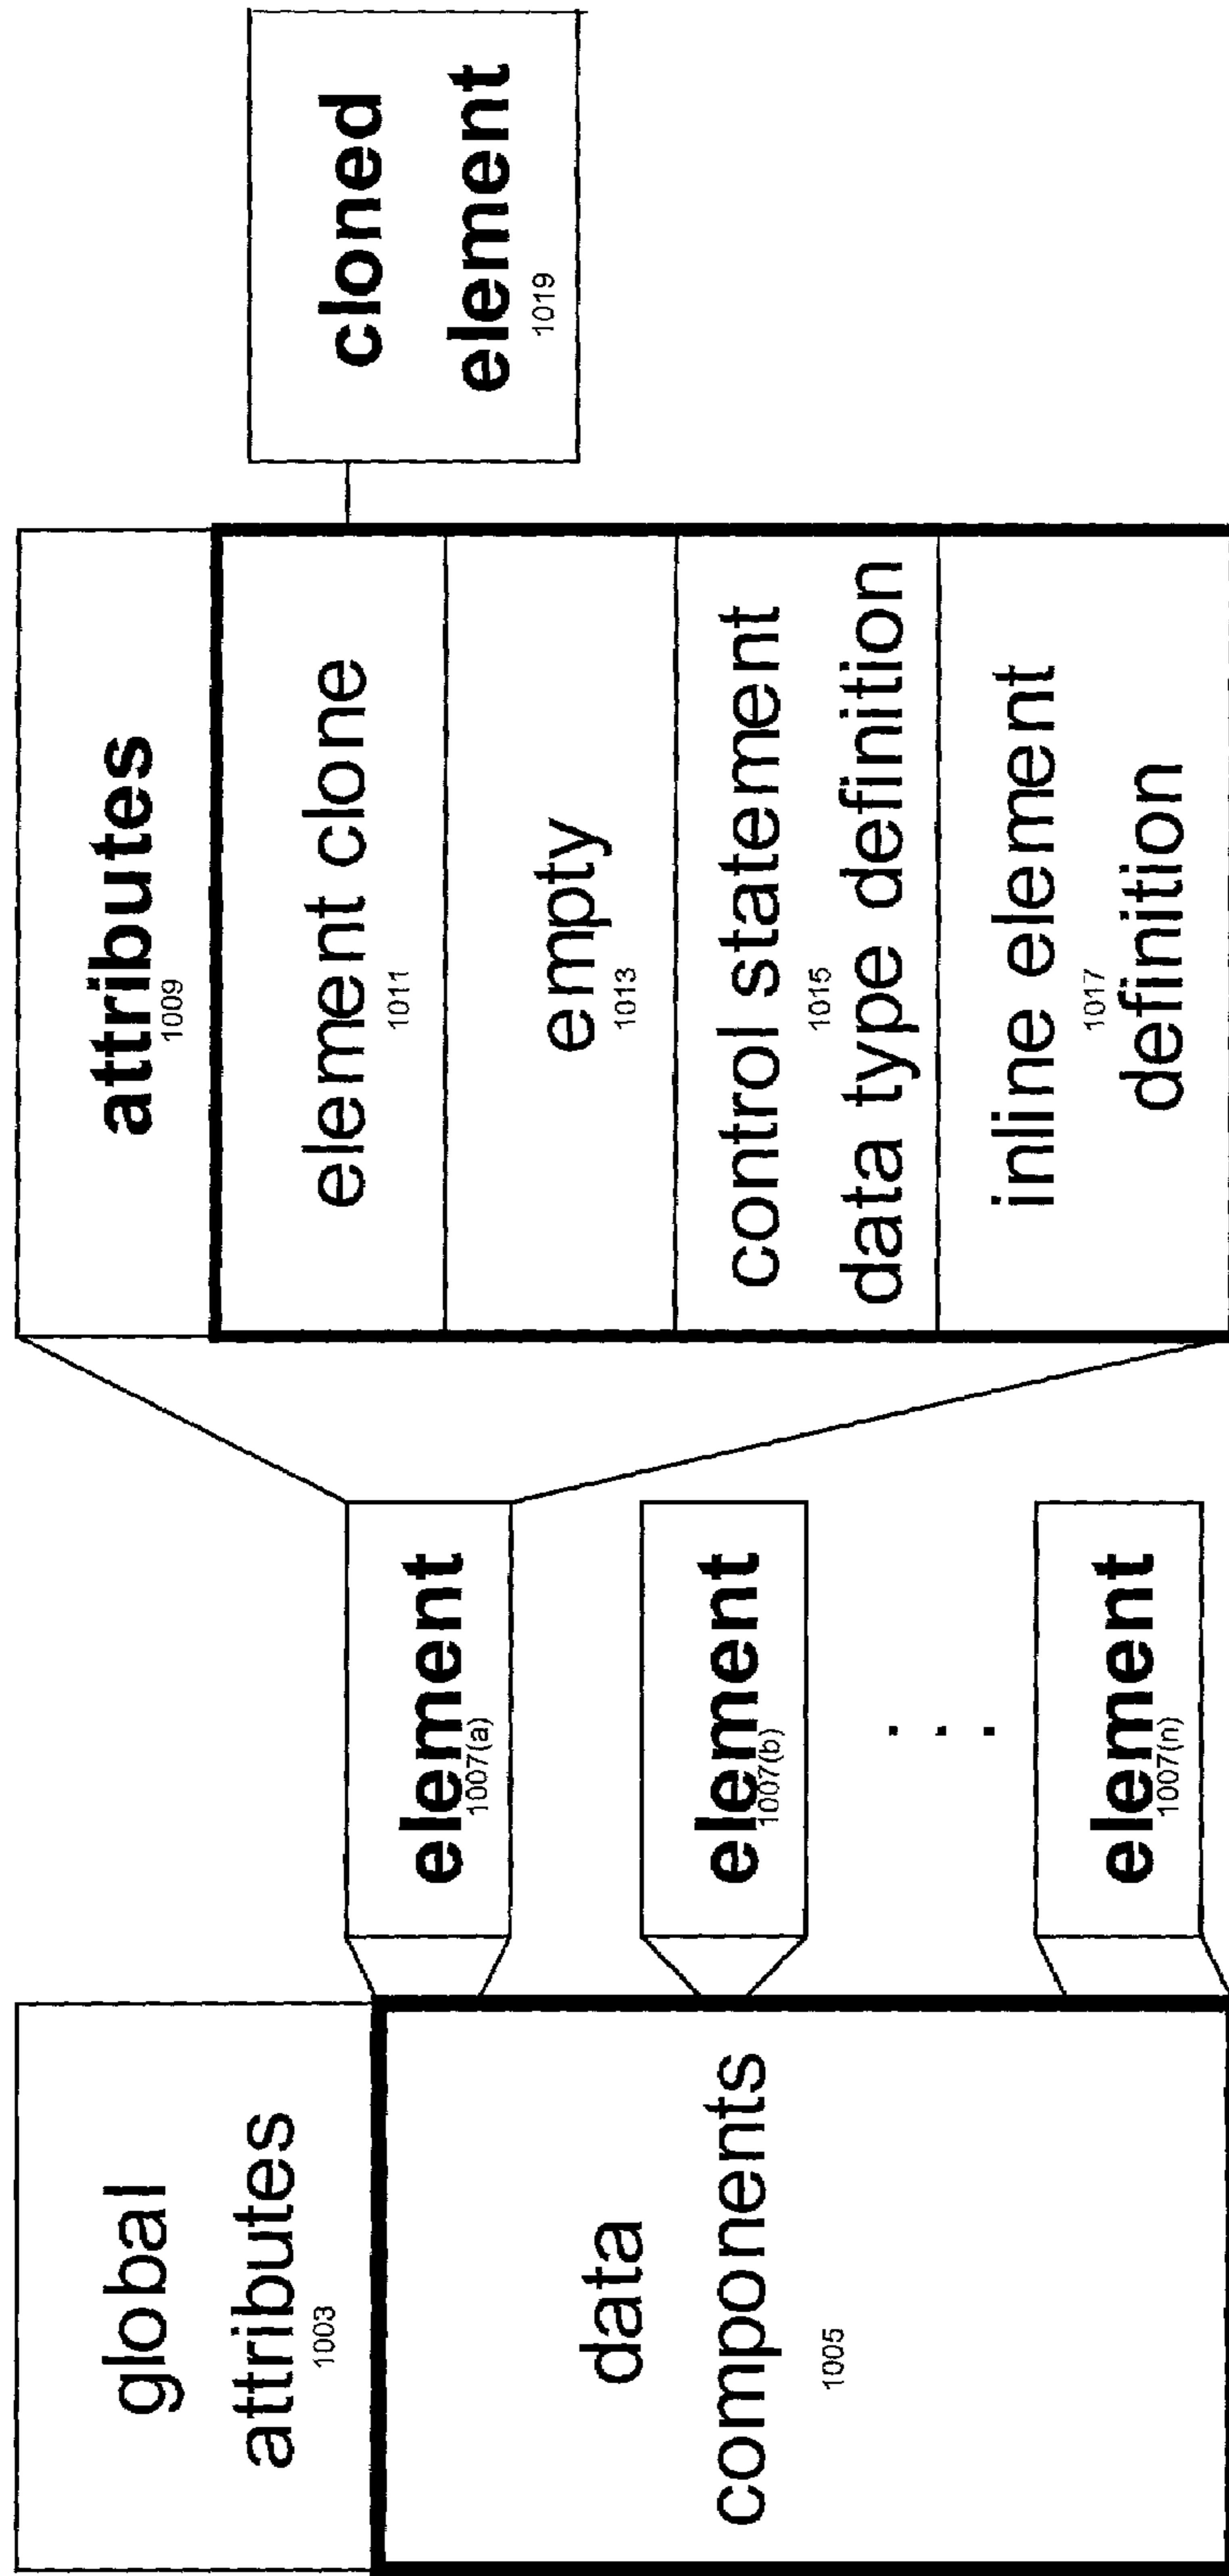 global
attributes
1003
data
components
1005
element
1007(a)
element
1007(b)
element
1007(n)
attributes
1009
element clone
1011
empty
1013
control statement
1015
data type definition
inline element
1017
definition
cloned
element
1019